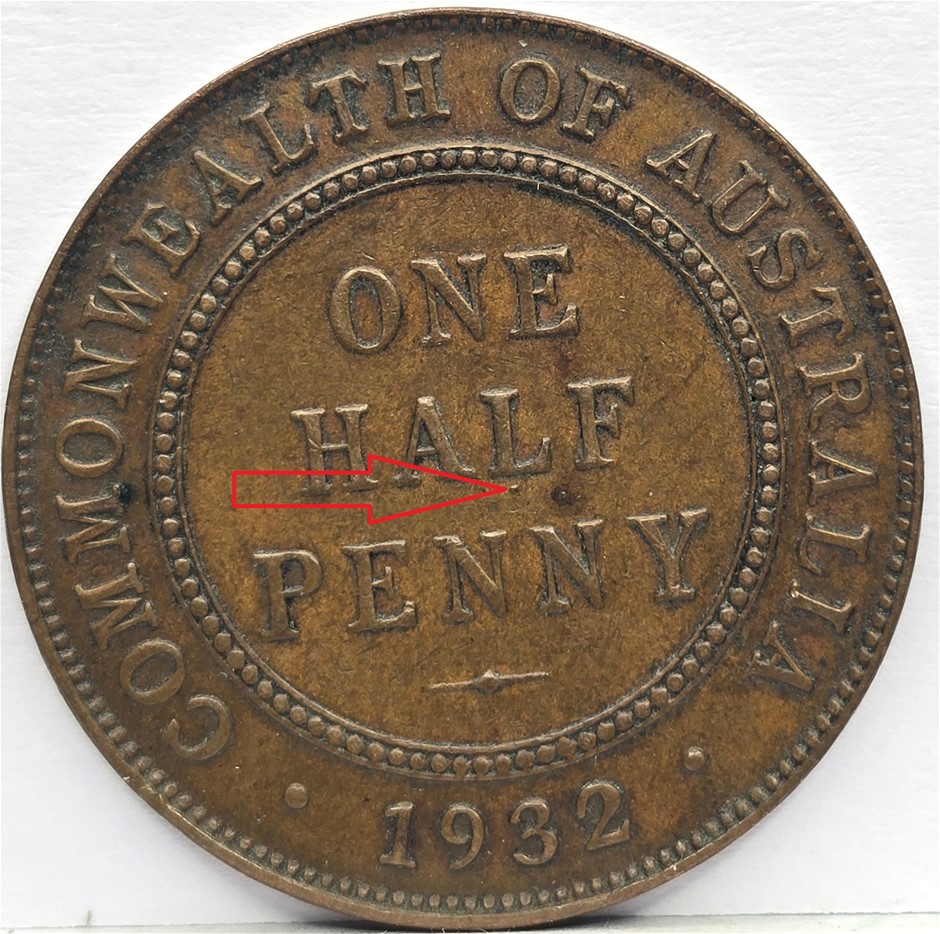 COMMONWEALTH OF AUSTRALIA
ONE
HALF
PENNY
· 1932 ·